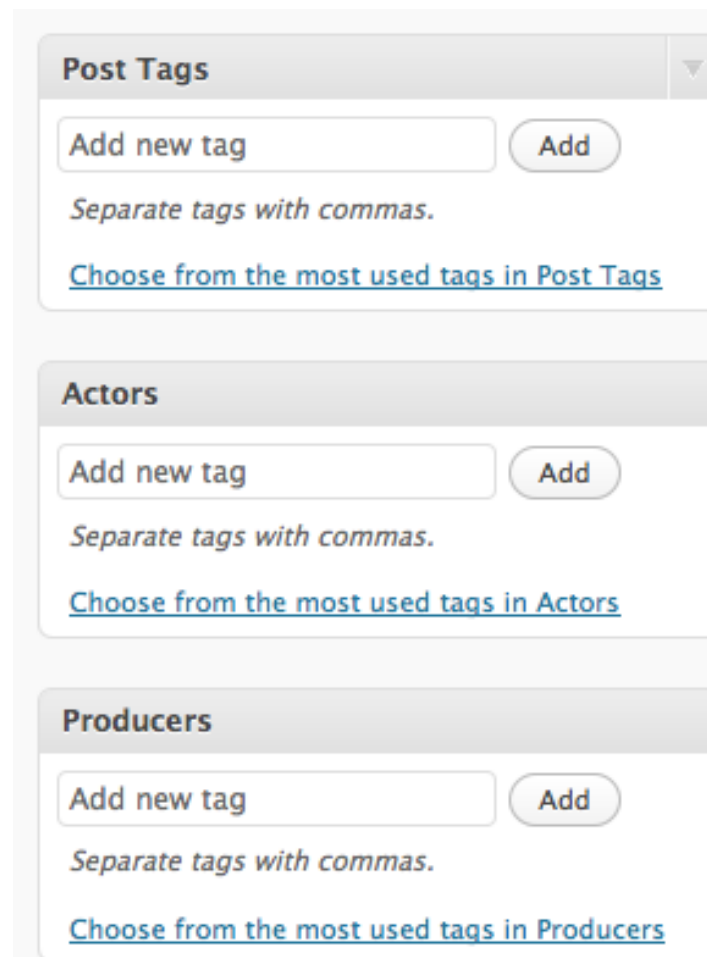 Post Tags
Add new tag Add
Separate tags with commas.
Choose from the most used tags in Post Tags
Actors
Add new tag Add
Separate tags with commas.
Choose from the most used tags in Actors
Producers
Add new tag Add
Separate tags with commas.
Choose from the most used tags in Producers